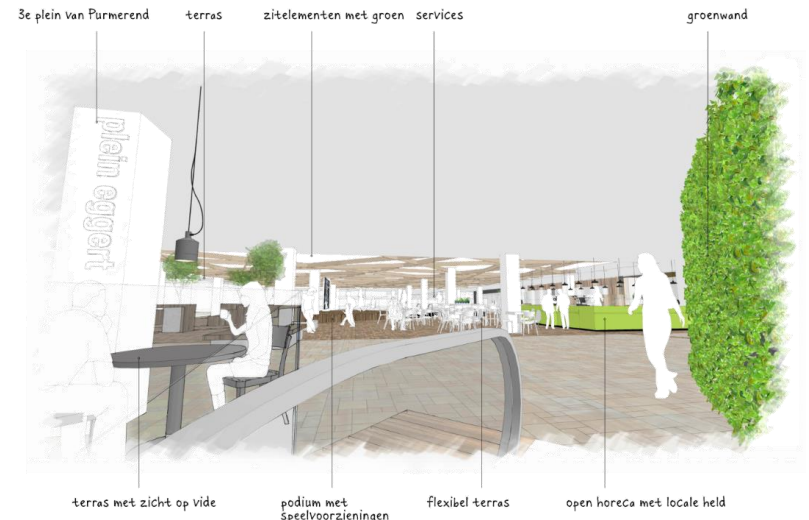 3e plein van Purmerend
terras
zitelementen met groen
services
groenwand
plein eggert
terras met zicht op vide
podium met
speelvoorzieningen
flexibel terras
open horeca met locale held